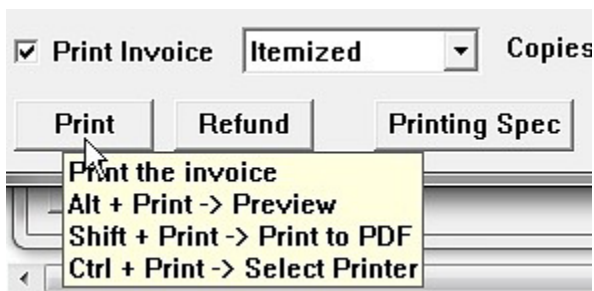 Print Invoice Itemized Copies
Print Refund Printing Spec
Print the invoice
Alt + Print -> Preview
Shift + Print -> Print to PDF
Ctrl + Print -> Select Printer